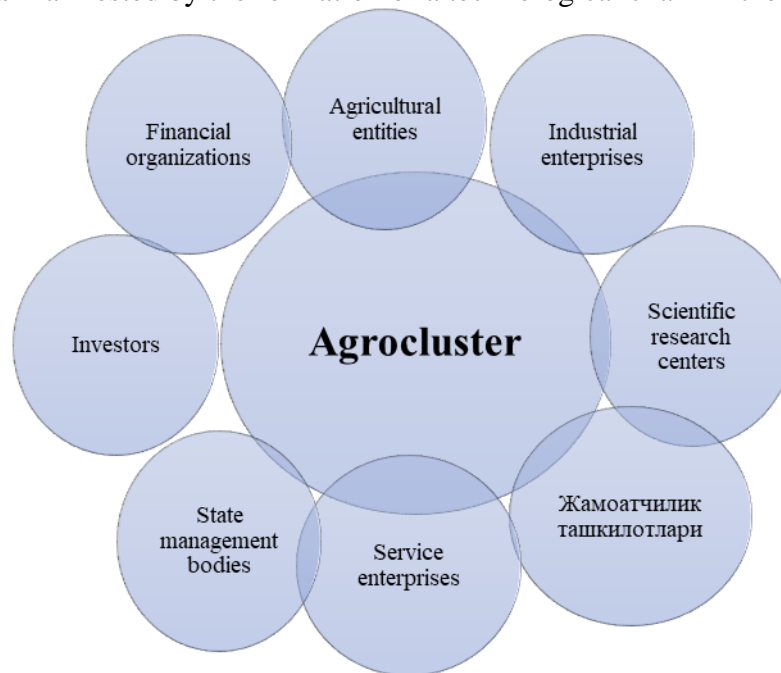 Agricultural
entities
Financial
organizations
Industrial
enterprises
Scientific
research
centers
Investors
Agrocluster
Жамоатчилик
ташкилотлари
State
management
bodies
Service
enterprises